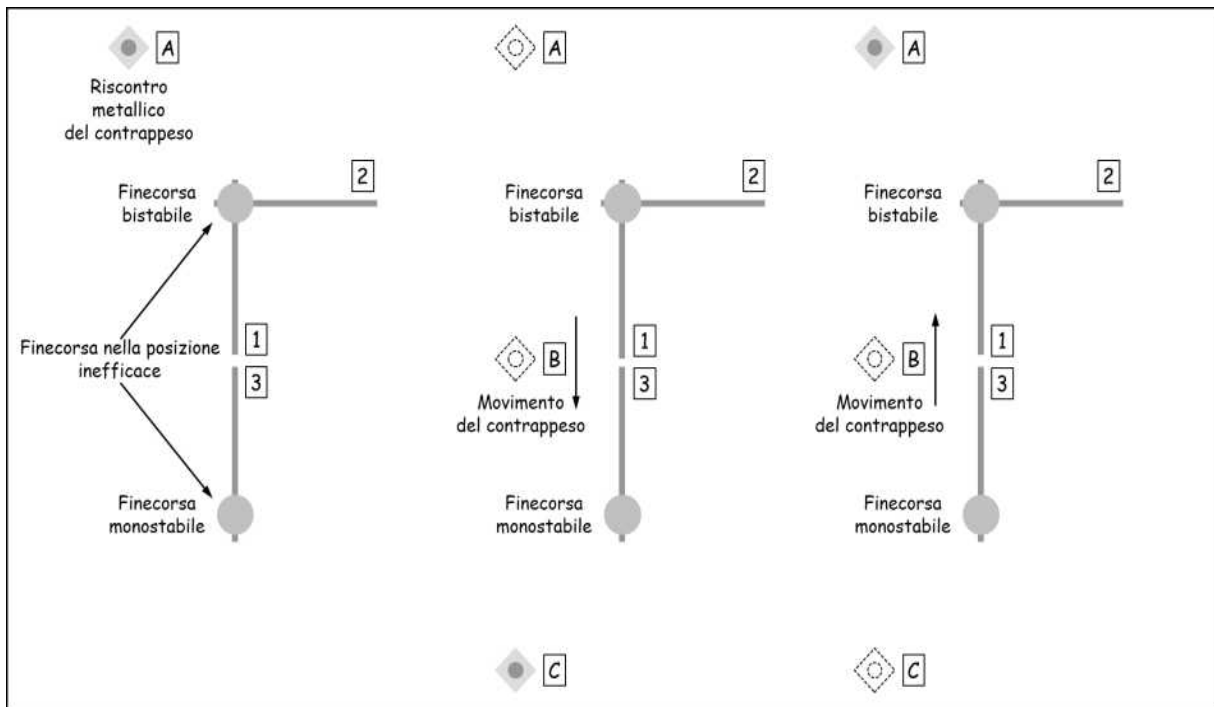 A
Riscontro
metallico
del contrappeso
2
Finecorsa
bistabile
1
Finecorsa nella posizione
inefficace
3
Finecorsa
monostabile
A
2
Finecorsa
bistabile
1
B
3
Movimento
del contrappeso
Finecorsa
monostabile
C
A
2
Finecorsa
bistabile
1
B
3
Movimento
del contrappeso
Finecorsa
monostabile
C